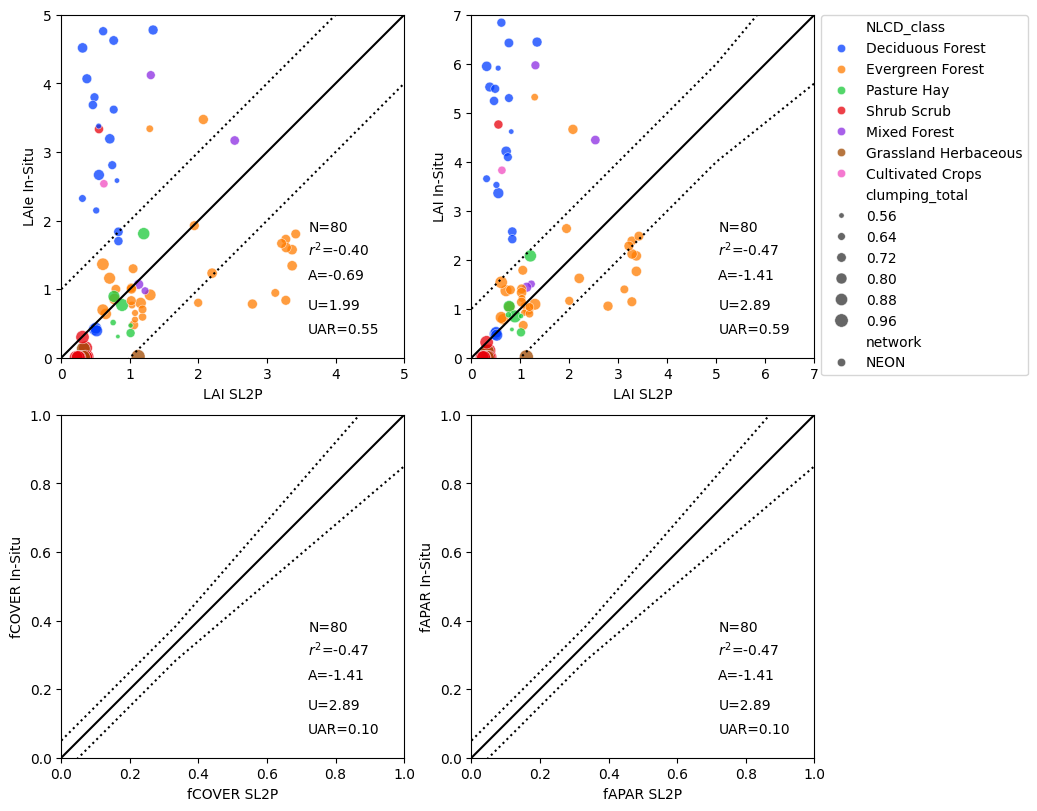 5
4
3
2
1
0
LAIe In-Situ
N=80
r²=-0.40
A=-0.69
U=1.99
UAR=0.55
0 1 2 3 4 5
LAI SL2P
7
6
5
4
3
2
1
0
LAI In-Situ
N=80
r²=-0.47
A=-1.41
U=2.89
UAR=0.59
0 1 2 3 4 5 6 7
LAI SL2P
NLCD_class
Deciduous Forest
Evergreen Forest
Pasture Hay
Shrub Scrub
Mixed Forest
Grassland Herbaceous
Cultivated Crops
clumping_total
0.56
0.64
0.72
0.80
0.88
0.96
network
NEON
1.0
0.8
0.6
0.4
0.2
0.0
fCOVER In-Situ
N=80
r²=-0.47
A=-1.41
U=2.89
UAR=0.10
0.0 0.2 0.4 0.6 0.8 1.0
fCOVER SL2P
1.0
0.8
0.6
0.4
0.2
0.0
fAPAR In-Situ
N=80
r²=-0.47
A=-1.41
U=2.89
UAR=0.10
0.0 0.2 0.4 0.6 0.8 1.0
fAPAR SL2P